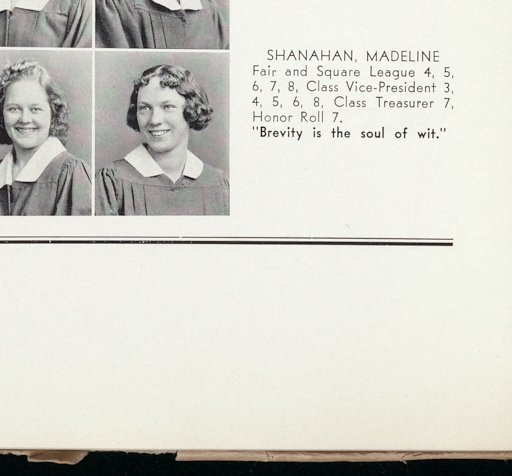 SHANAHAN, MADELINE
Fair and Square League 4, 5,
6, 7, 8, Class Vice-President 3,
4, 5, 6, 8, Class Treasurer 7,
Honor Roll 7.
"Brevity is the soul of wit."